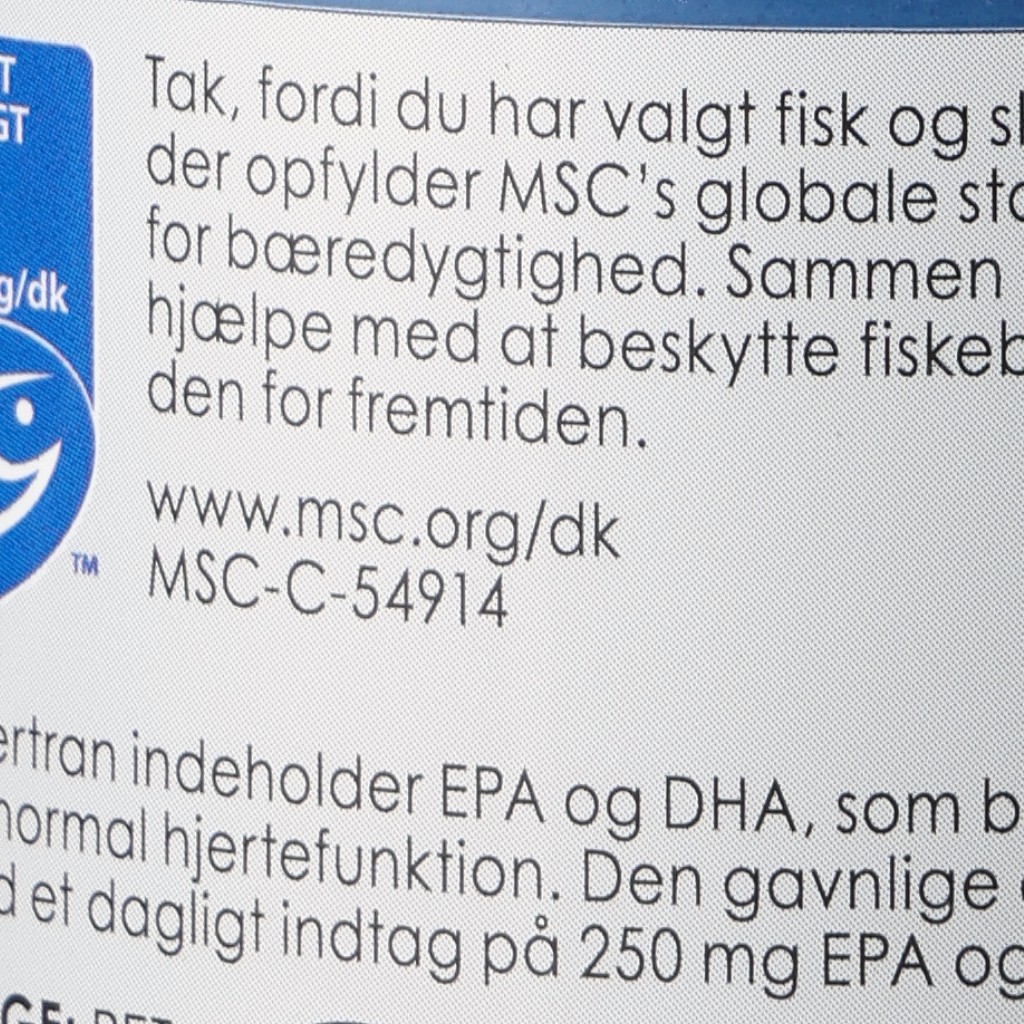 g/dk
TM
Tak, fordi du har valgt fisk og
der opfylder MSC's globale
for bæredygtighed. Sammen
hjælpe med at beskytte
den for fremtiden.
www.msc.org/dk
MSC-C-54914
indeholder EPA og DHA, som
normal hjertefunktion. Den gavnlige
et dagligt indtag på 250 mg EPA og